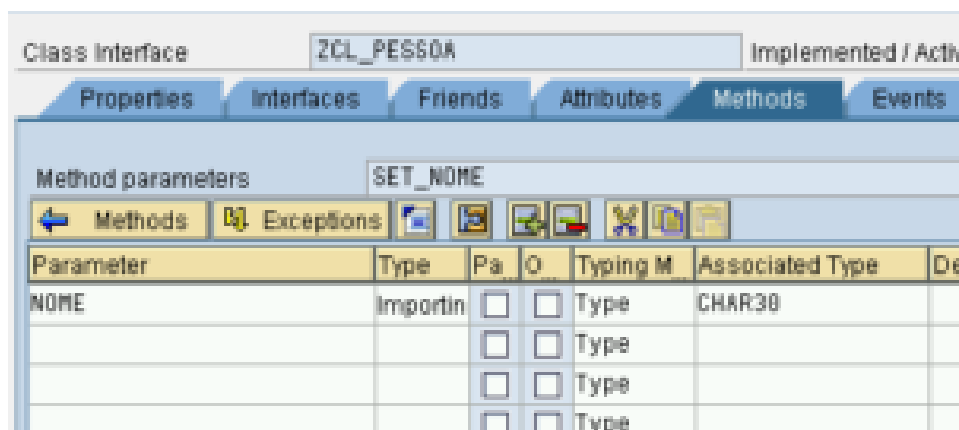 Class Interface ZCL_PESSOA Implemented / Activ
Properties Interfaces Friends Attributes Methods Events
Method parameters SET_NOME
Methods Exceptions
Parameter Type Pa... O... Typing M... Associated Type De
NOME Importin Type CHAR30
Type
Type
Type